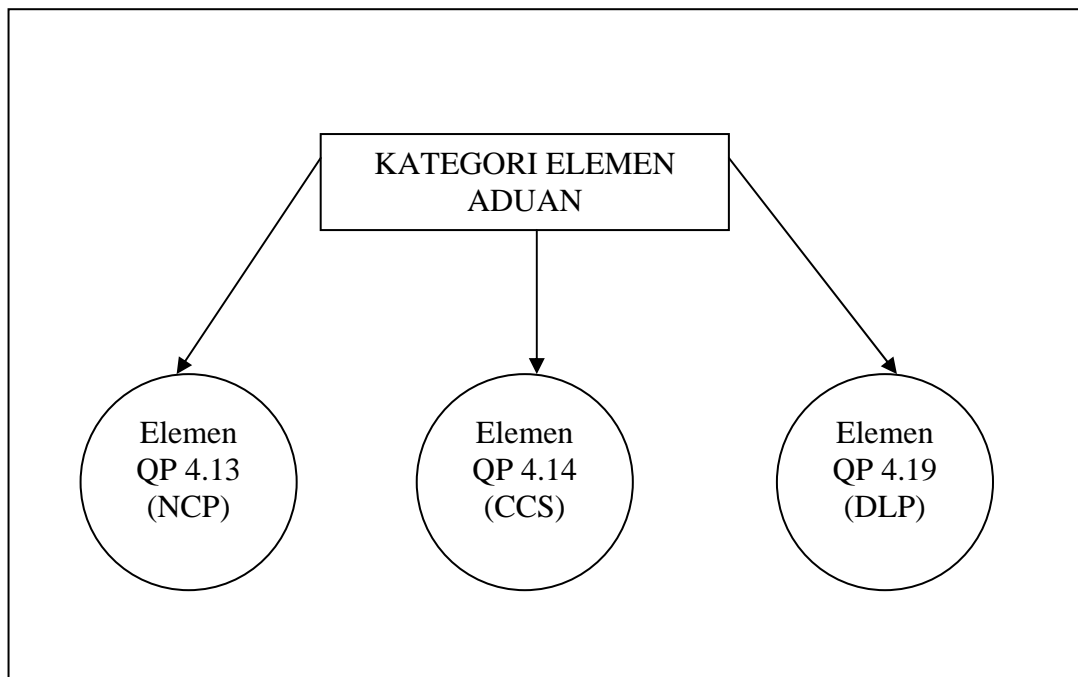 KATEGORI ELEMEN
ADUAN
Elemen
QP 4.13
(NCP)
Elemen
QP 4.14
(CCS)
Elemen
QP 4.19
(DLP)